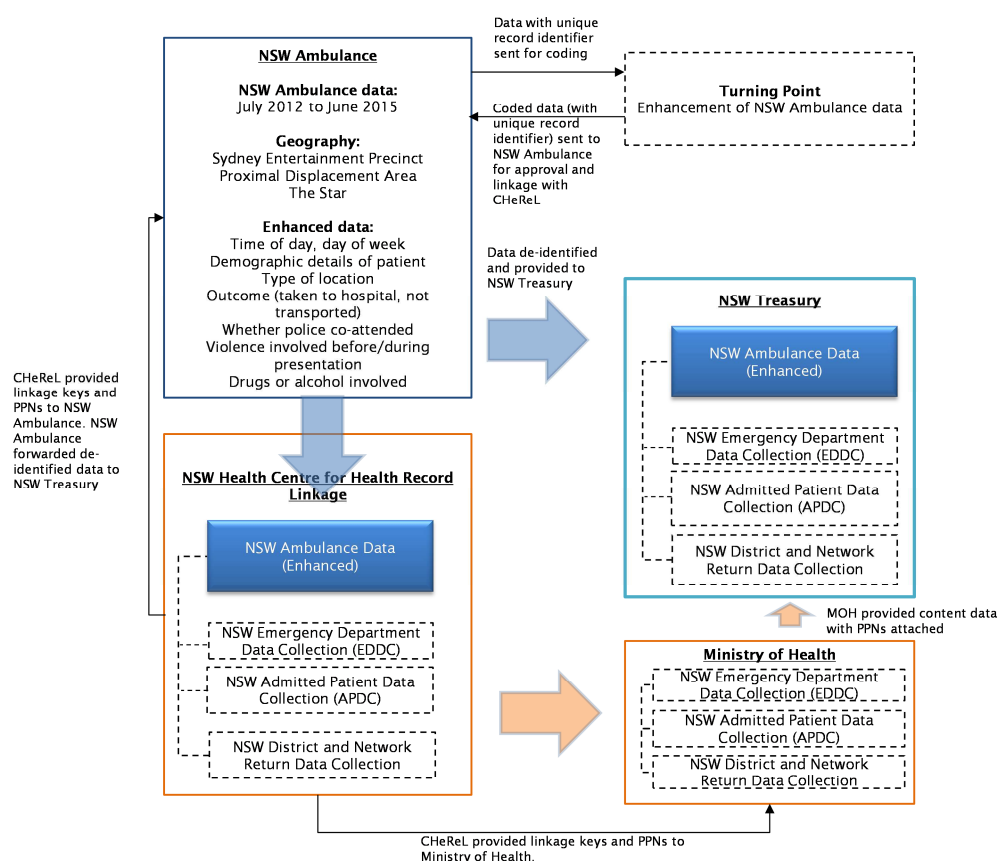 Data with unique
record identifier
sent for coding
NSW Ambulance
NSW Ambulance data:
July 2012 to June 2015
Geography:
Sydney Entertainment Precinct
Proximal Displacement Area
The Star
Enhanced data:
Time of day, day of week
Demographic details of patient
Type of location
Outcome (taken to hospital, not
transported)
Whether police co-attended
Violence involved before/during
presentation
Drugs or alcohol involved
Turning Point
Enhancement of NSW Ambulance data
Coded data (with
unique record
identifier) sent to
NSW Ambulance
for approval and
linkage with
CHeReL
Data de-identified
and provided to
NSW Treasury
NSW Treasury
NSW Ambulance Data
(Enhanced)
NSW Emergency Department
Data Collection (EDDC)
NSW Admitted Patient Data
Collection (APDC)
NSW District and Network
Return Data Collection
CHeReL provided
linkage keys and
PPNs to NSW
Ambulance. NSW
Ambulance
forwarded de-
identified data to
NSW Treasury
NSW Health Centre for Health Record
Linkage
NSW Ambulance Data
(Enhanced)
NSW Emergency Department
Data Collection (EDDC)
NSW Admitted Patient Data
Collection (APDC)
NSW District and Network
Return Data Collection
MOH provided content data
with PPNs attached
Ministry of Health
NSW Emergency Department
Data Collection (EDDC)
NSW Admitted Patient Data
Collection (APDC)
NSW District and Network
Return Data Collection
CHeReL provided linkage keys and PPNs to
Ministry of Health.